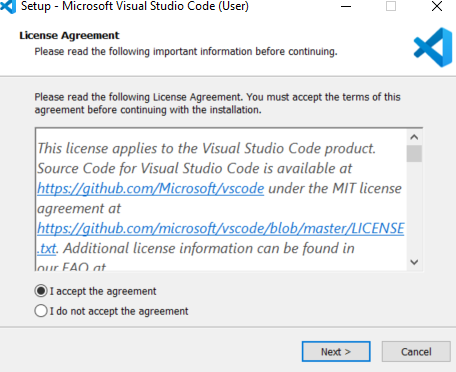 Setup - Microsoft Visual Studio Code (User)
License Agreement
Please read the following important information before continuing.
Please read the following License Agreement. You must accept the terms of this
agreement before continuing with the installation.
This license applies to the Visual Studio Code product.
Source Code for Visual Studio Code is available at
https://github.com/Microsoft/vscode under the MIT license
agreement at
https://github.com/microsoft/vscode/blob/master/LICENSE
.txt. Additional license information can be found in
our FAQ at
I accept the agreement
I do not accept the agreement
Next >
Cancel